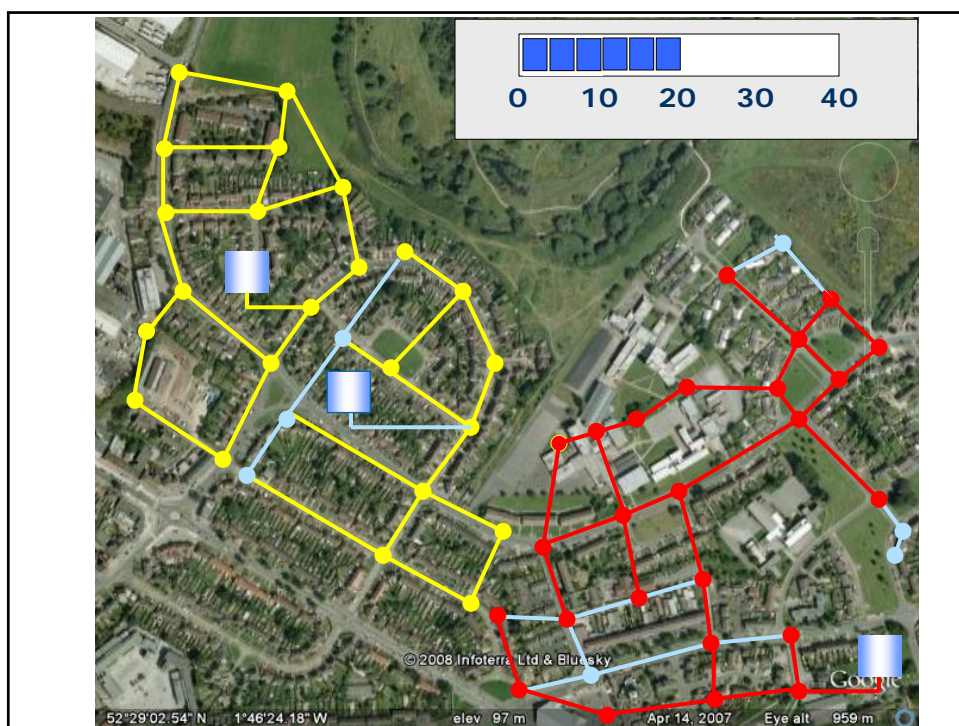 0 10 20 30 40
© 2008 Infoterra Ltd & Bluesky
Google
52°29'02.54" N 1°46'24.18" W elev 97 m Apr 14, 2007 Eye alt 959 m